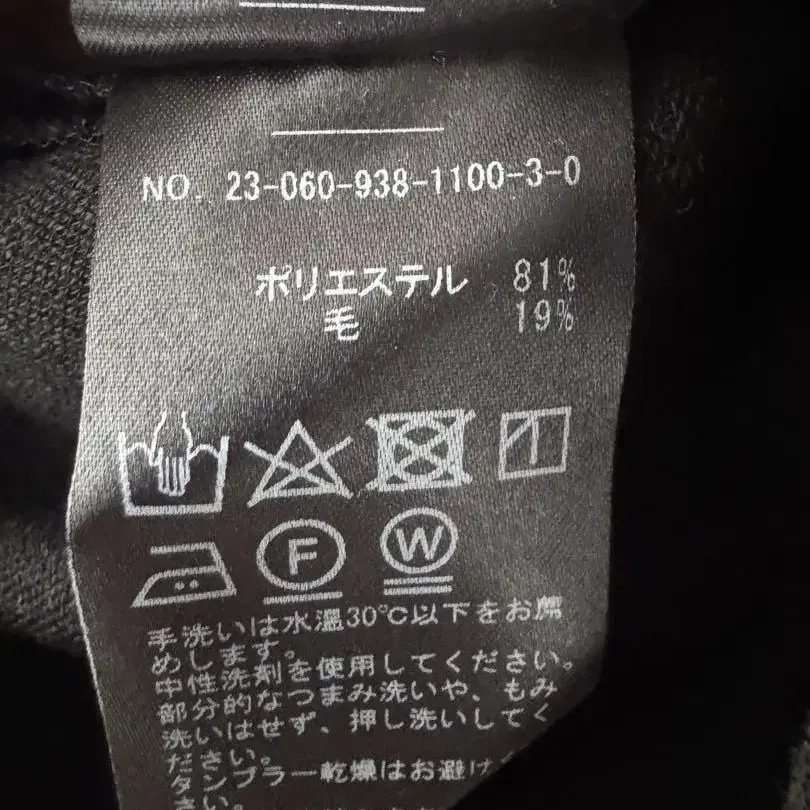 NO. 23-060-938-1100-3-0
ポリエステル 81%
毛 19%
F W
手洗いは水温30℃以下をお薦
めします。
中性洗剤を使用してください。
部分的なつまみ洗いや、もみ
洗いはせず、押し洗いしてく
ださい。
タンブラー乾燥はお避け
さい。